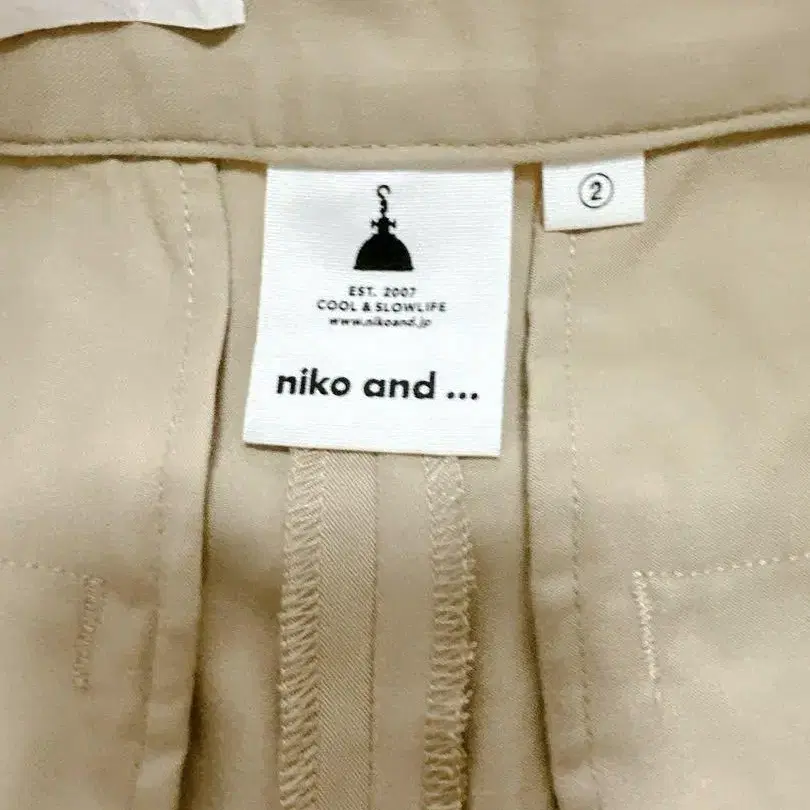 EST. 2007
COOL & SLOWLIFE
www.nikoand.jp
niko and ...
②